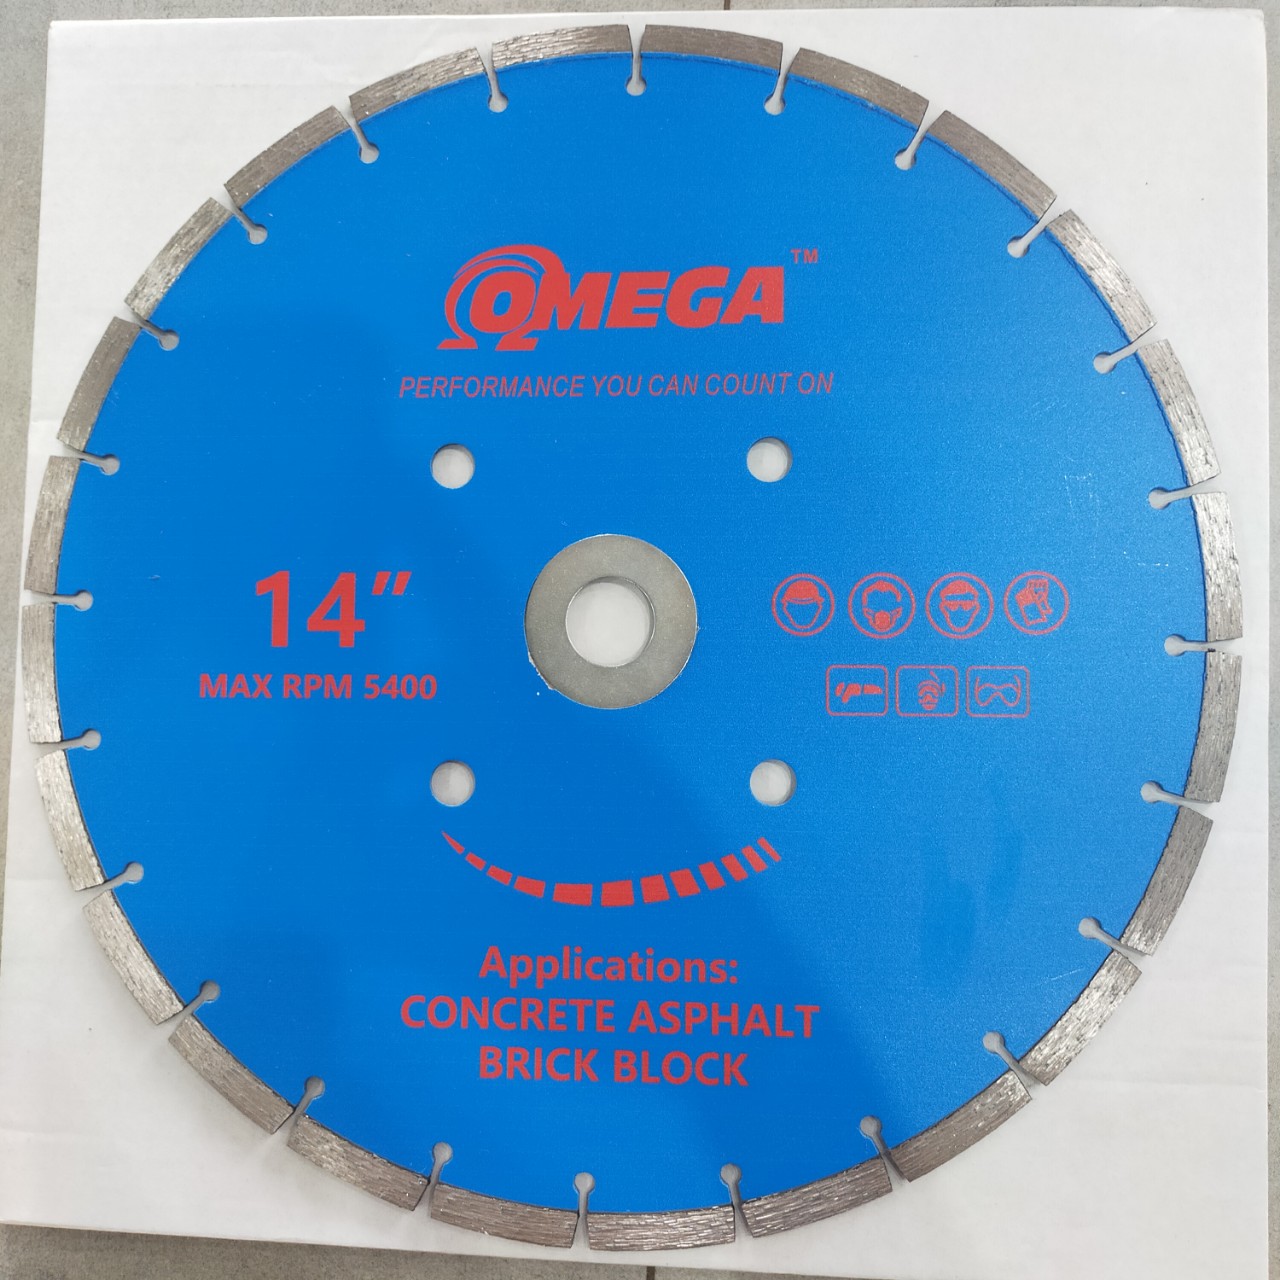 OMEGA™
PERFORMANCE YOU CAN COUNT ON
14”
MAX RPM 5400
Applications:
CONCRETE ASPHALT
BRICK BLOCK